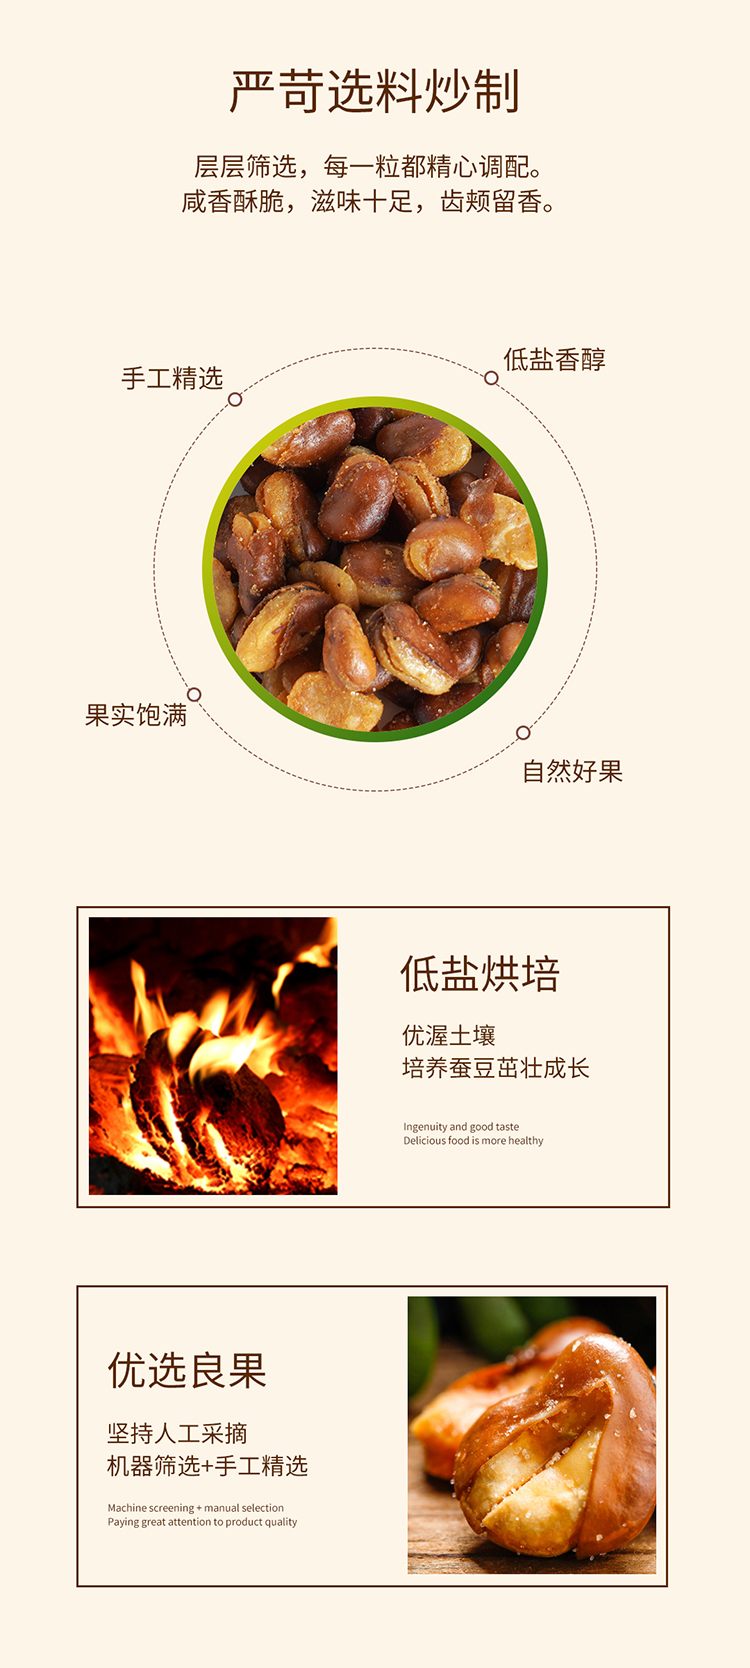 严苛选料炒制
层层筛选，每一粒都精心调配。
咸香酥脆，滋味十足，齿颊留香。
手工精选
低盐香醇
果实饱满
自然好果
低盐烘培
优渥土壤
培养蚕豆茁壮成长
Ingenuity and good taste
Delicious food is more healthy
优选良果
坚持人工采摘
机器筛选+手工精选
Machine screening + manual selection
Paying great attention to product quality